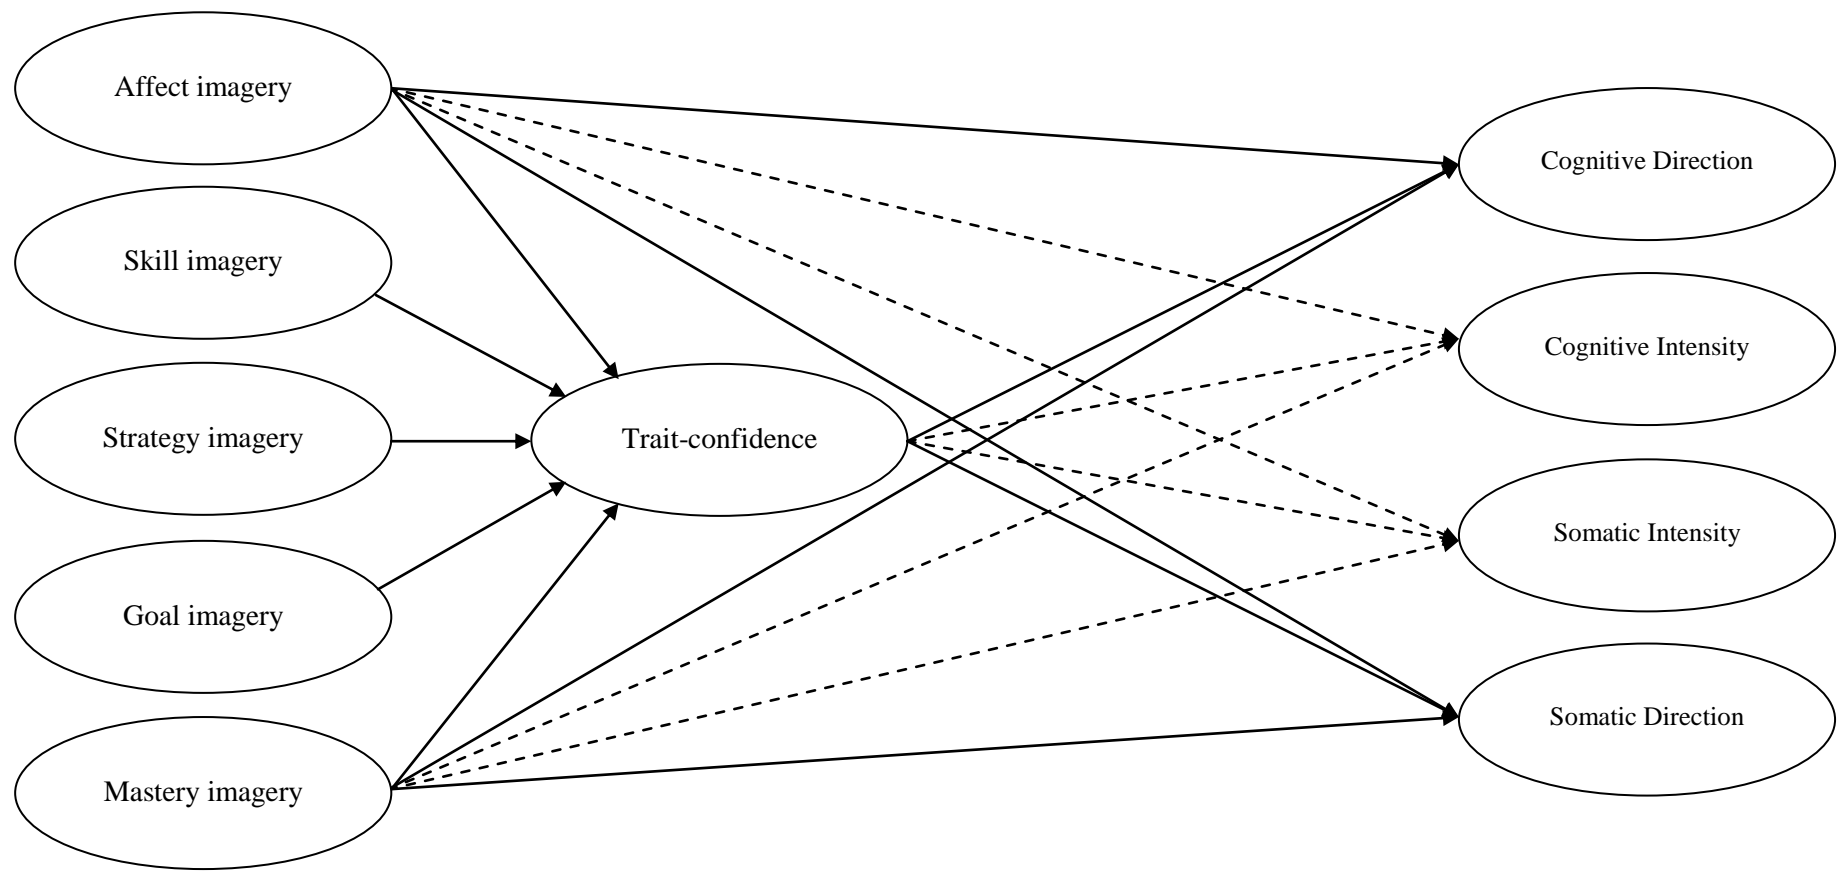 Affect imagery
Skill imagery
Strategy imagery
Goal imagery
Mastery imagery
Trait-confidence
Cognitive Direction
Cognitive Intensity
Somatic Intensity
Somatic Direction